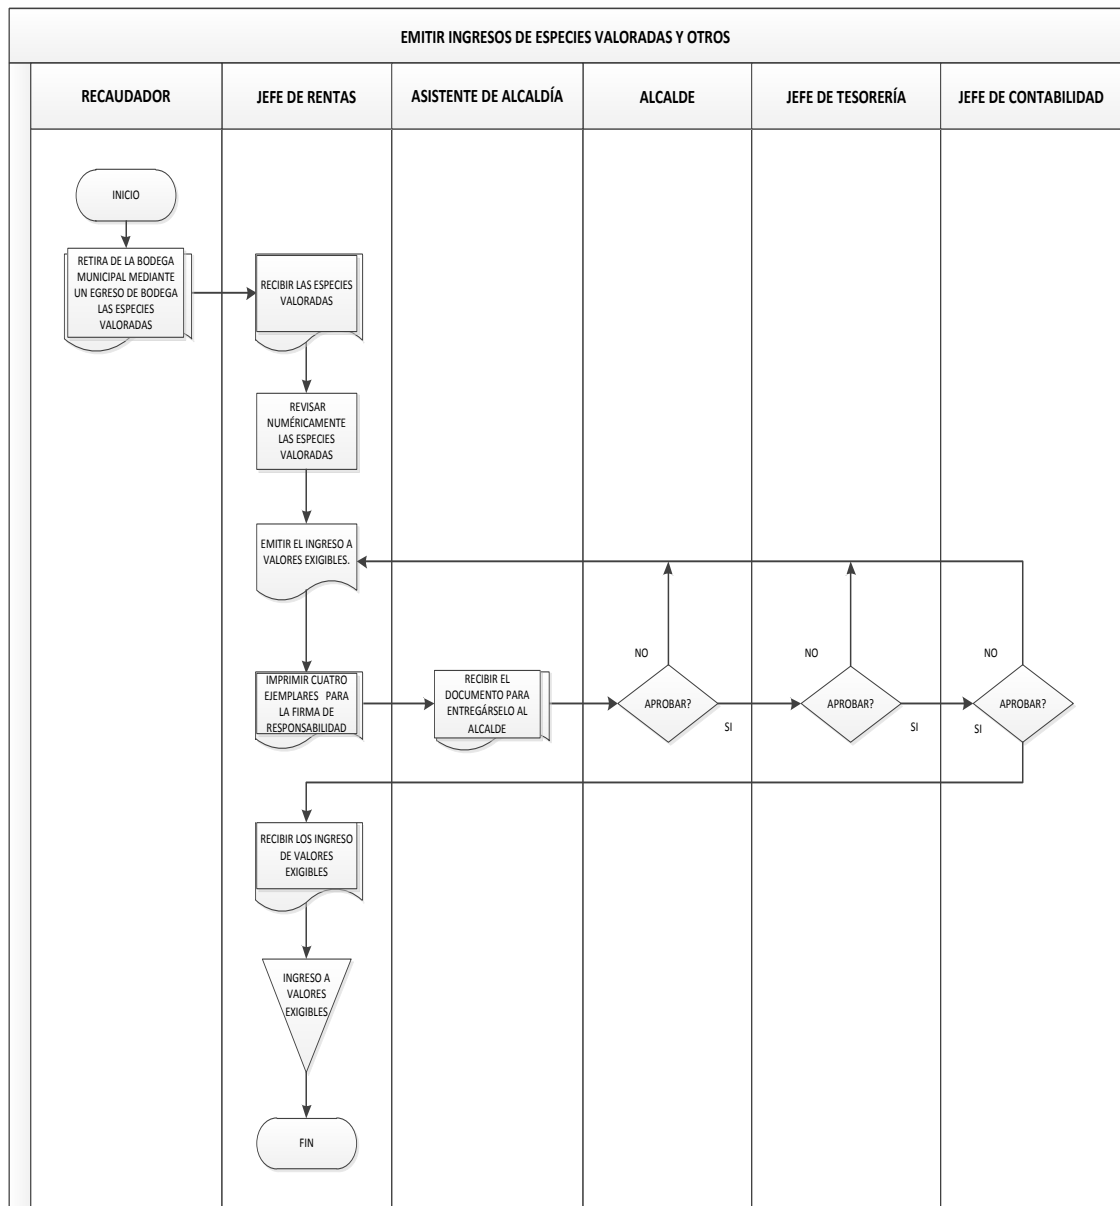 EMITIR INGRESOS DE ESPECIES VALORADAS Y OTROS
RECAUDADOR
JEFE DE RENTAS
ASISTENTE DE ALCALDÍA
ALCALDE
JEFE DE TESORERÍA
JEFE DE CONTABILIDAD
INICIO
RETIRA DE LA BODEGA
MUNICIPAL MEDIANTE
UN EGRESO DE BODEGA
LAS ESPECIES
VALORADAS
RECIBIR LAS ESPECIES
VALORADAS
REVISAR
NUMÉRICAMENTE
LAS ESPECIES
VALORADAS
EMITIR EL INGRESO A
VALORES EXIGIBLES.
IMPRIMIR CUATRO
EJEMPLARES PARA
LA FIRMA DE
RESPONSABILIDAD
RECIBIR EL
DOCUMENTO PARA
ENTREGÁRSELO AL
ALCALDE
NO
APROBAR?
SI
NO
APROBAR?
SI
NO
APROBAR?
SI
RECIBIR LOS INGRESO
DE VALORES
EXIGIBLES
INGRESO A
VALORES
EXIGIBLES
FIN